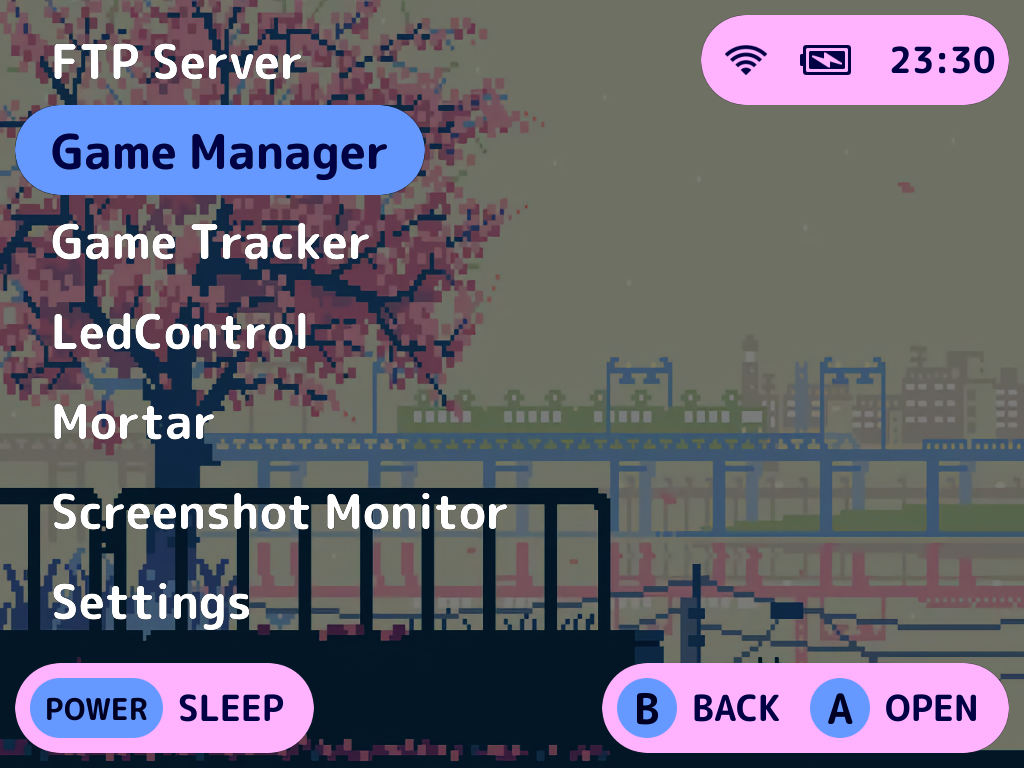 FTP Server
23:30
Game Manager
Game Tracker
LedControl
Mortar
Screenshot Monitor
Settings
POWER SLEEP
B BACK A OPEN